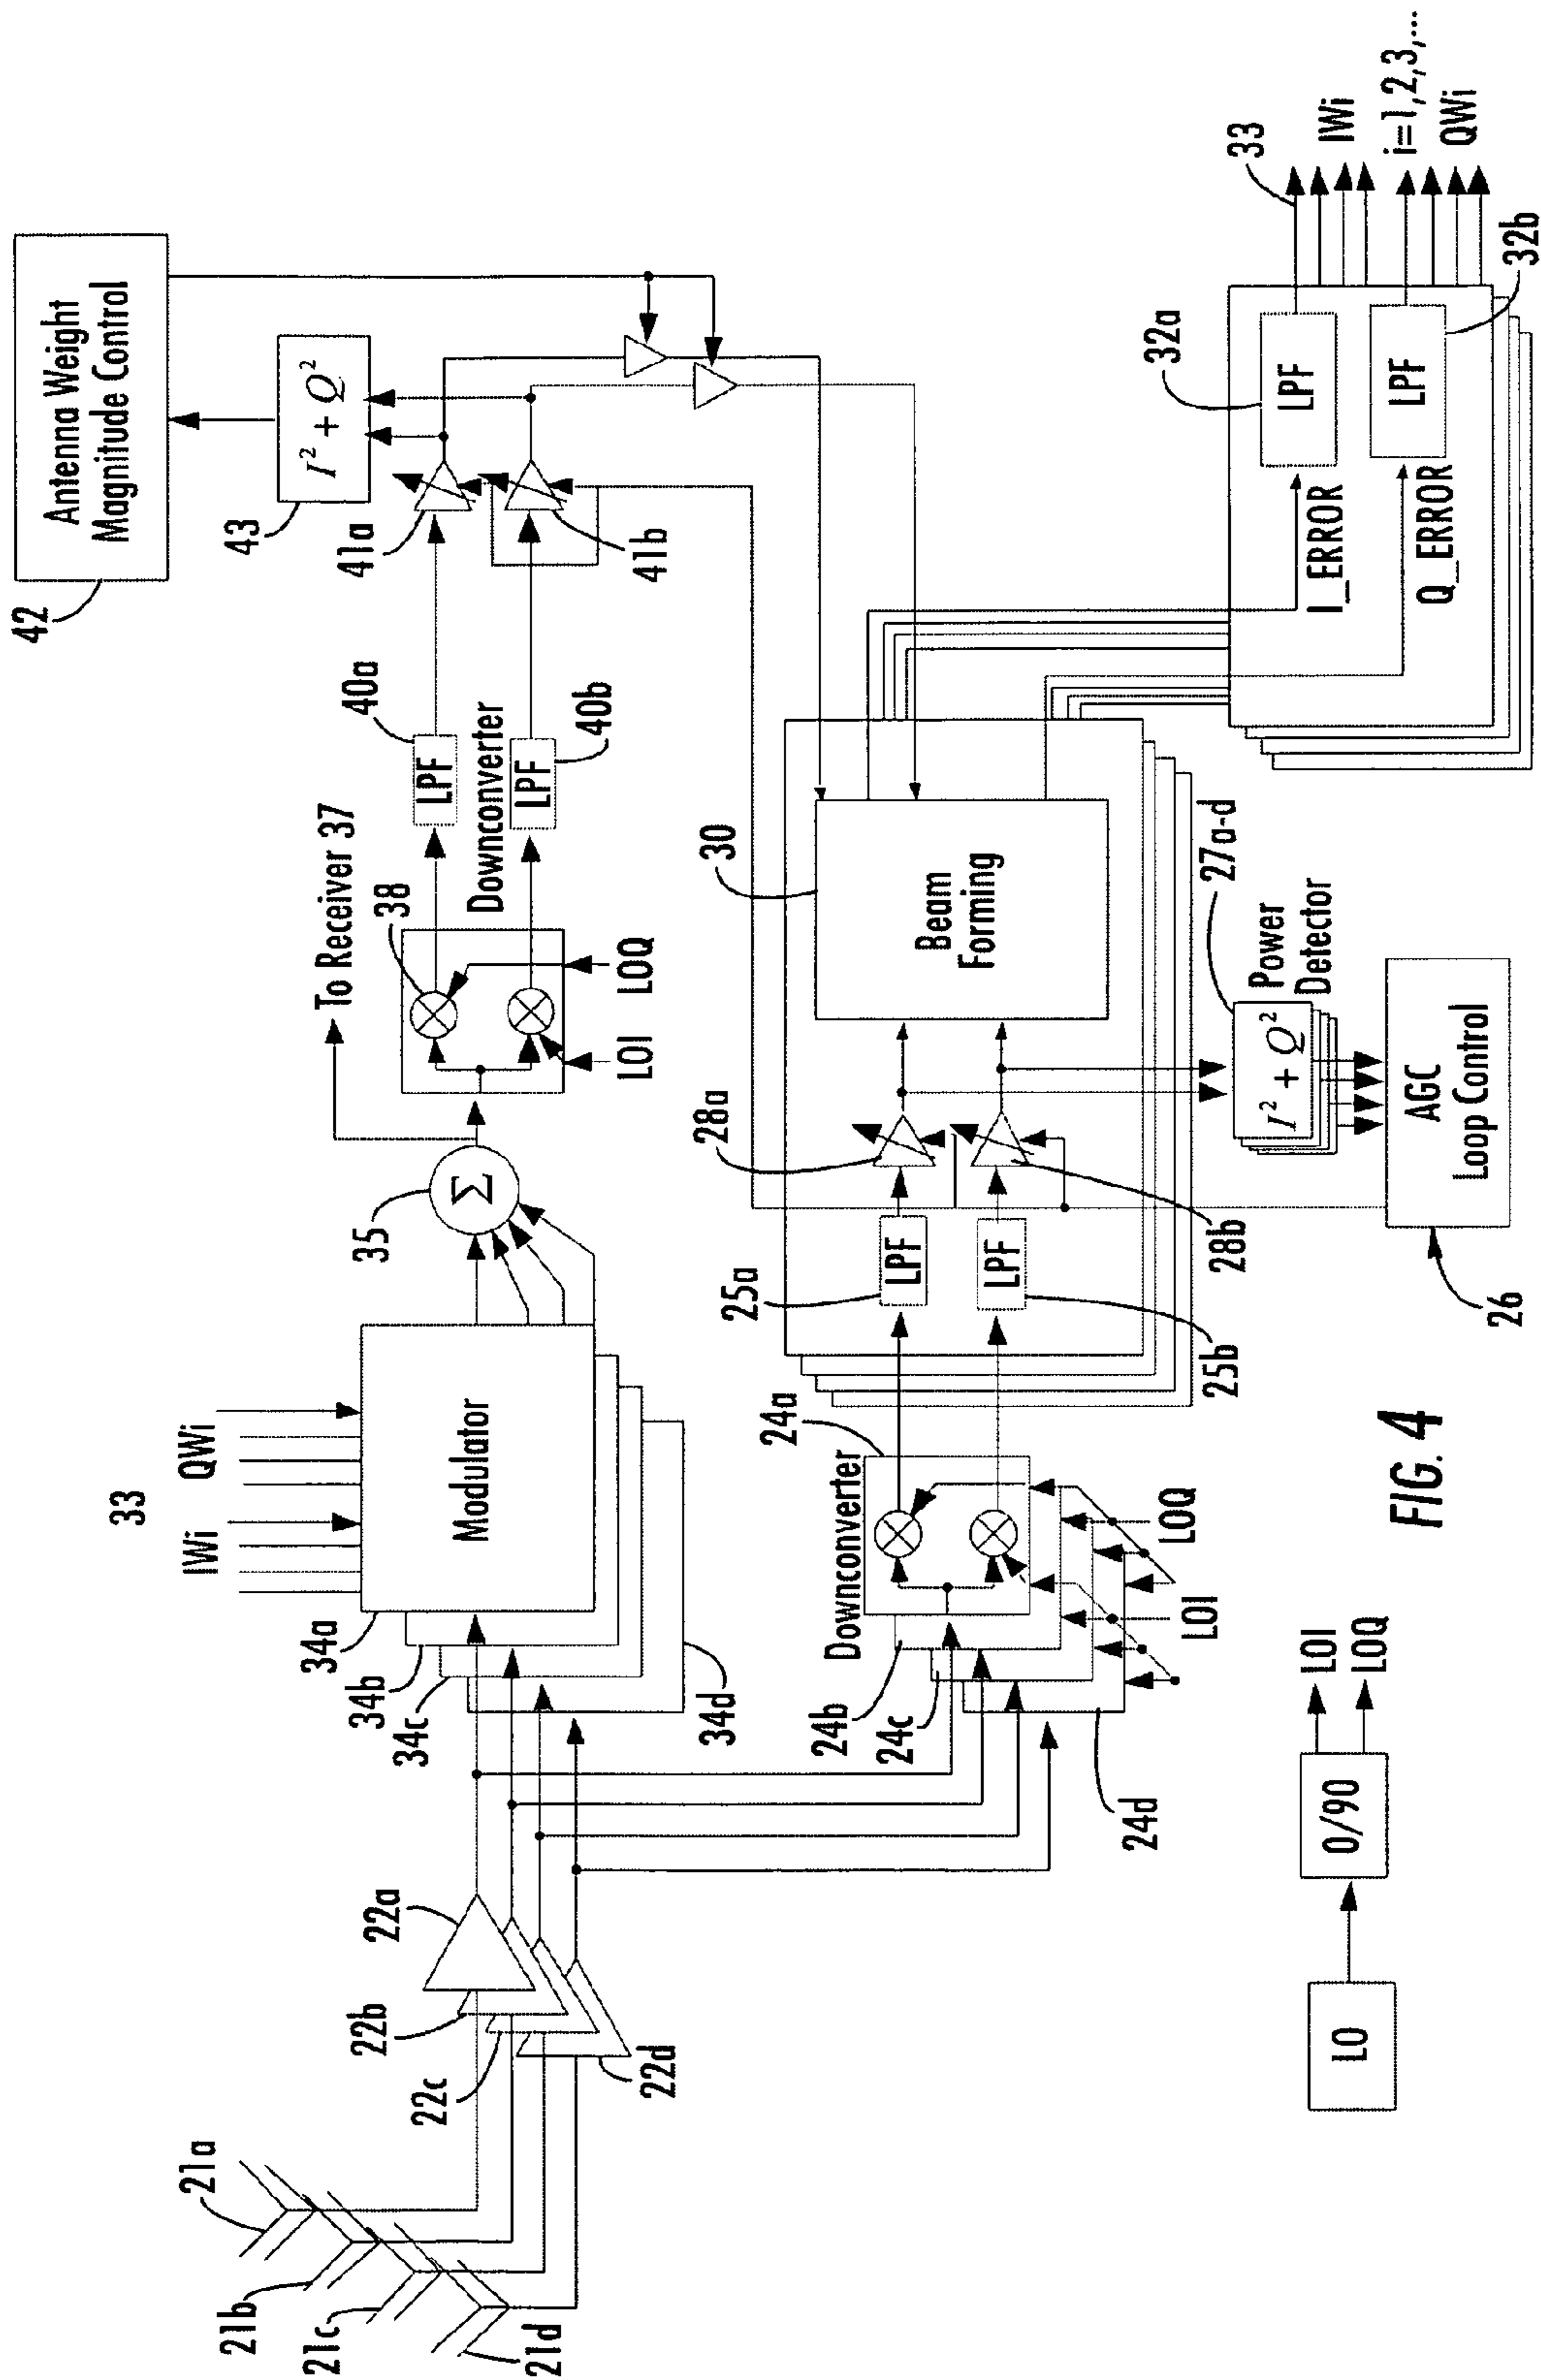 21a
21b
21c
21d
22a
22b
22c
22d
33
IWi
QWi
34a
34b
34c
34d
Modulator
35
Σ
To Receiver 37
38
LOI
LOQ
Downconverter
40a
LPF
LPF
40b
41a
41b
43
I² + Q²
42
Antenna Weight
Magnitude Control
Downconverter
24a
24b
24c
24d
LOI
LOQ
25a
LPF
LPF
25b
28a
28b
30
Beam
Forming
27a-d
Power
Detector
I² + Q²
AGC
Loop Control
26
I_ERROR
Q_ERROR
32a
LPF
LPF
32b
33
IWi
i=1,2,3,...
QWi
LO
0/90
LOI
LOQ
FIG. 4